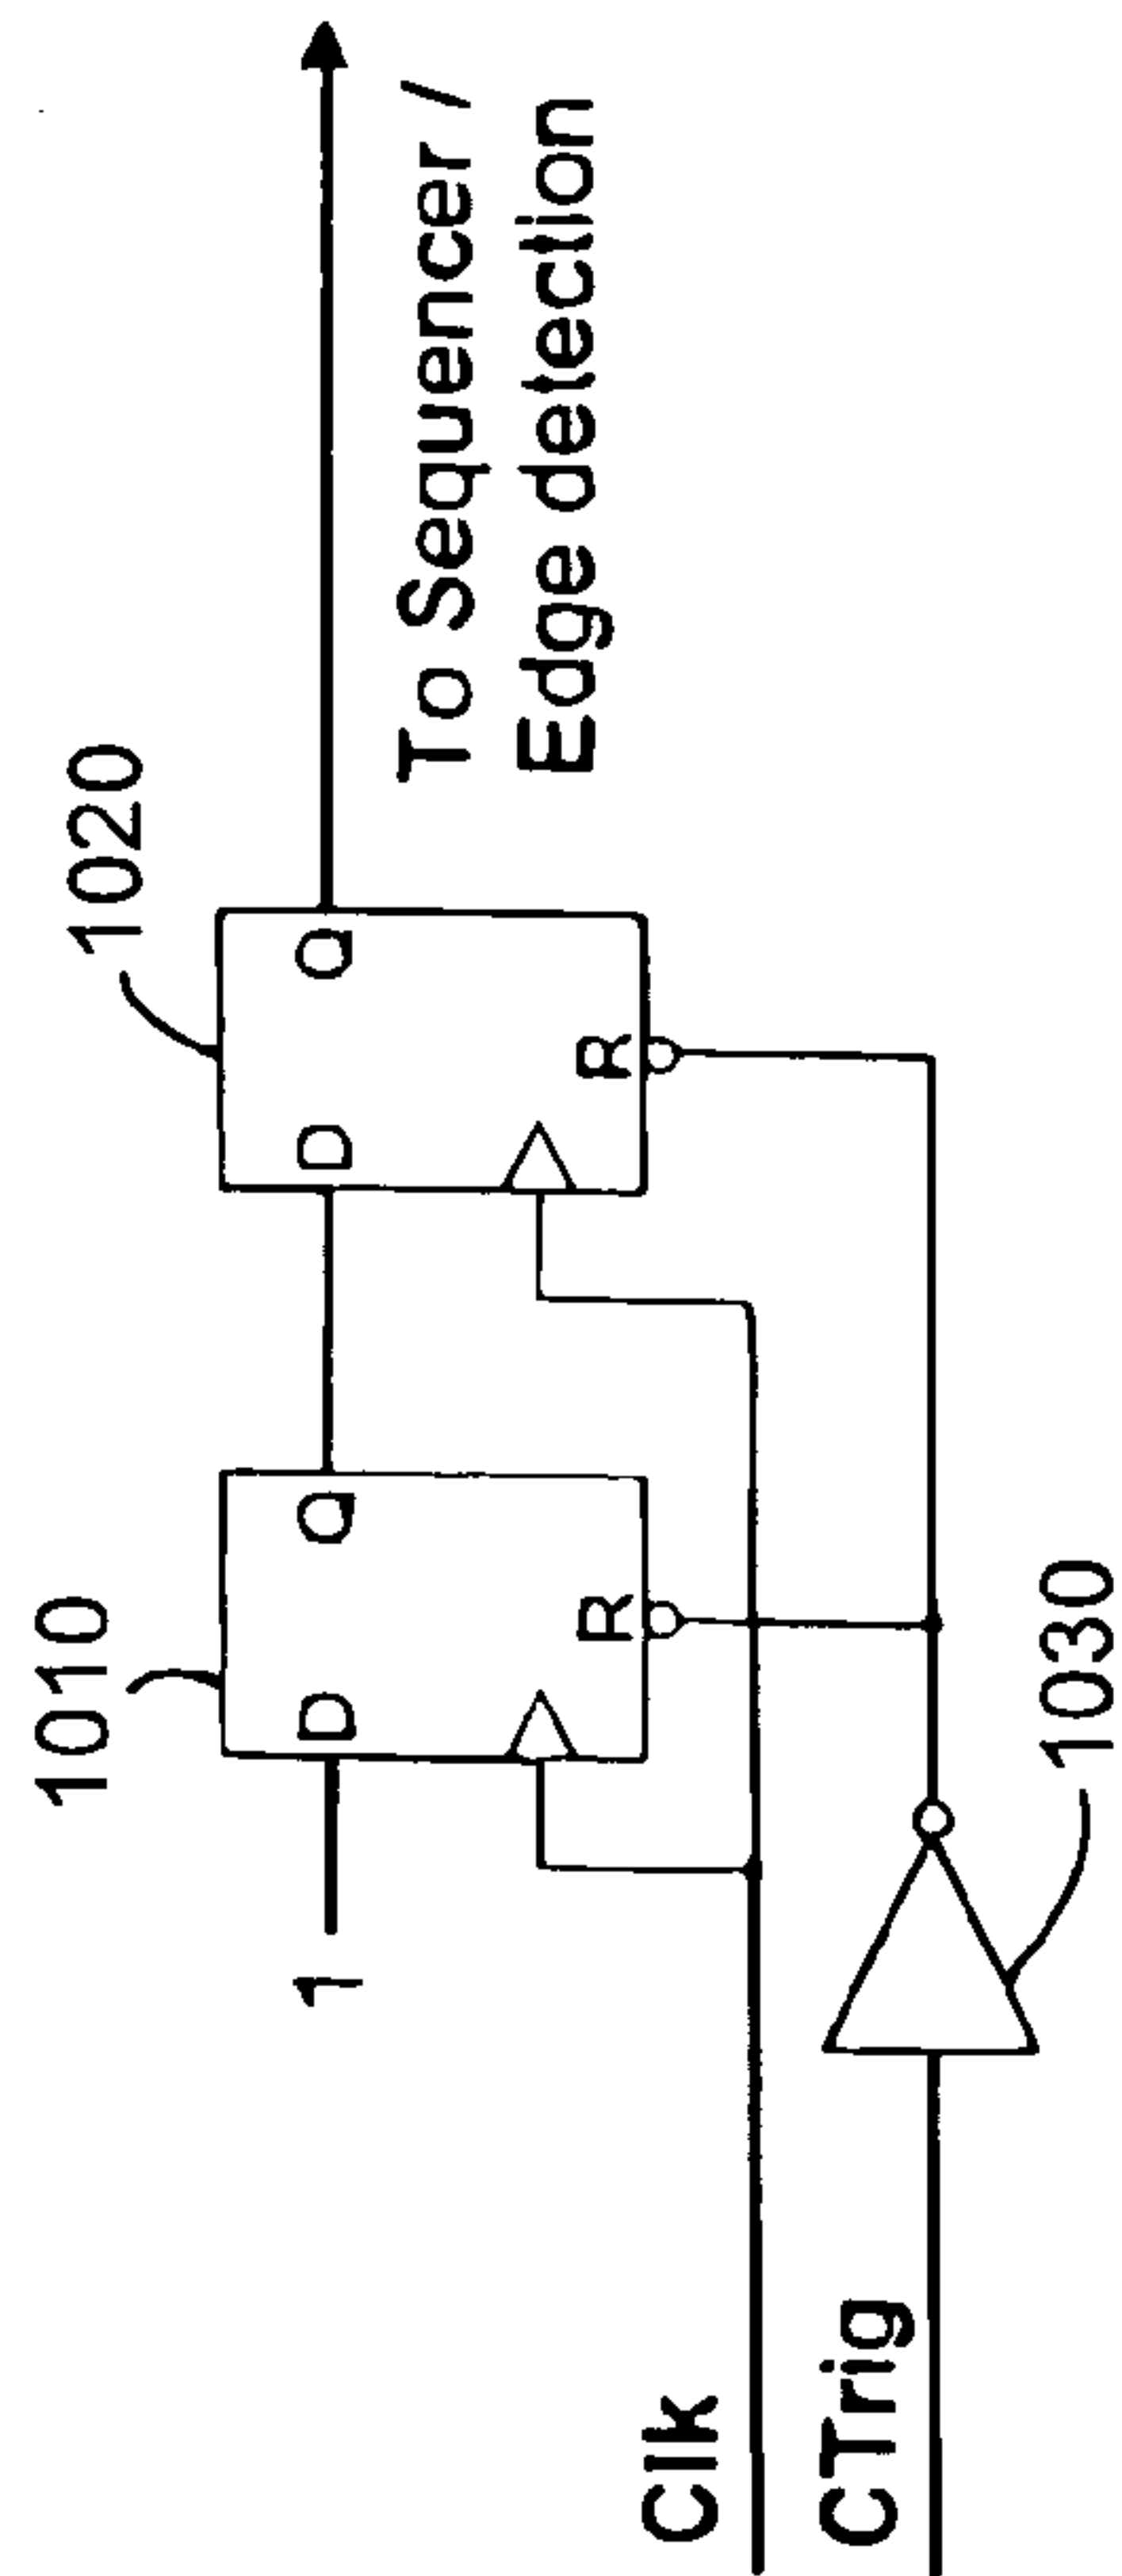 1010
1020
1
D
Q
D
Q
R
R
To Sequencer /
Edge detection
Clk
CTrig
1030